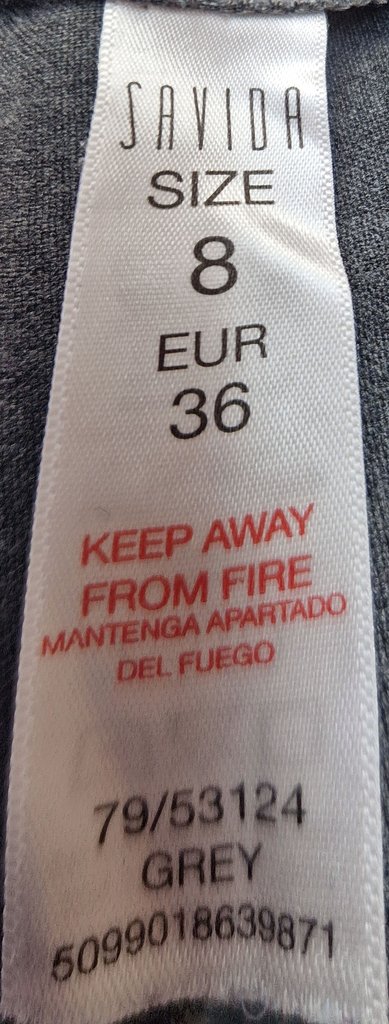 SAVIDA
SIZE
8
EUR
36
KEEP AWAY
FROM FIRE
MANTENGA APARTADO
DEL FUEGO
79/53124
GREY
5099018639871